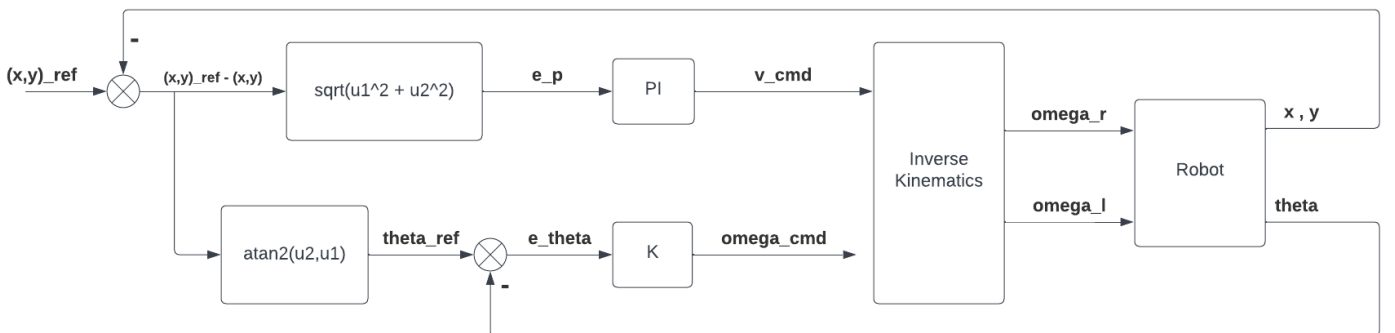 -
(x,y)_ref
(x,y)_ref - (x,y)
sqrt(u1^2 + u2^2)
e_p
PI
v_cmd
Inverse
Kinematics
omega_r
omega_l
Robot
x , y
theta
atan2(u2,u1)
theta_ref
-
e_theta
K
omega_cmd